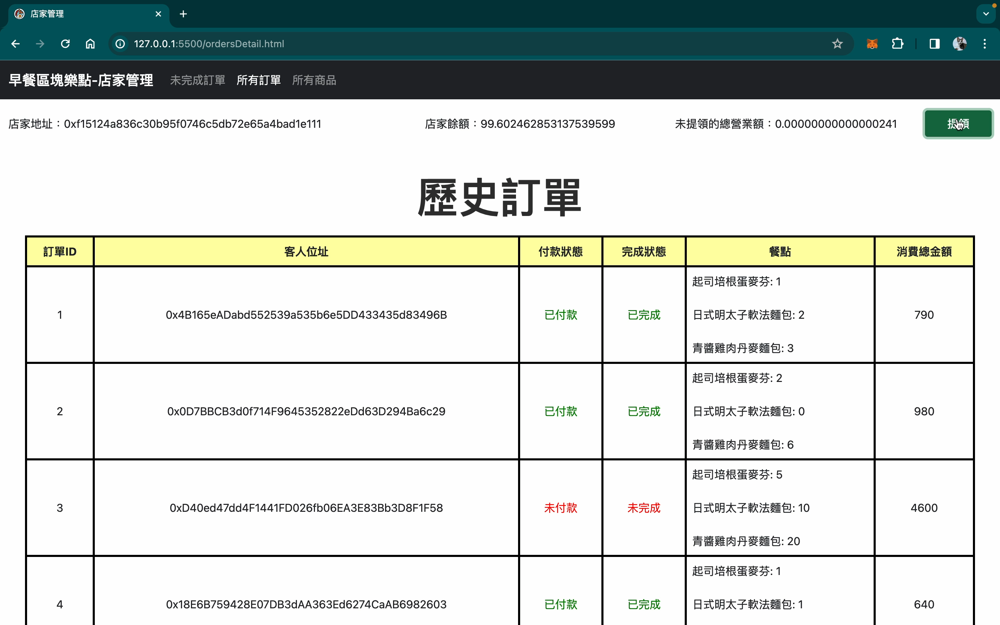 店家管理
127.0.0.1:5500/ordersDetail.html
早餐區塊樂點-店家管理 未完成訂單 所有訂單 所有商品
店家地址：0xf15124a836c30b95f0746c5db72e65a4bad1e111 店家餘額：99.602462853137539599 未提領的總營業額：0.00000000000000241 提領
歷史訂單
訂單ID 客人位址 付款狀態 完成狀態 餐點 消費總金額
起司培根蛋麥芬: 1
1 0x4B165eADabd552539a535b6e5DD433435d83496B 已付款 已完成 日式明太子軟法麵包: 2 790
青醬雞肉丹麥麵包: 3
起司培根蛋麥芬: 2
2 0x0D7BBCB3d0f714F9645352822eDd63D294Ba6c29 已付款 已完成 日式明太子軟法麵包: 0 980
青醬雞肉丹麥麵包: 6
起司培根蛋麥芬: 5
3 0xD40ed47dd4F1441FD026fb06EA3E83Bb3D8F1F58 未付款 未完成 日式明太子軟法麵包: 10 4600
青醬雞肉丹麥麵包: 20
起司培根蛋麥芬: 1
4 0x18E6B759428E07DB3dAA363Ed6274CaAB6982603 已付款 已完成 日式明太子軟法麵包: 1 640